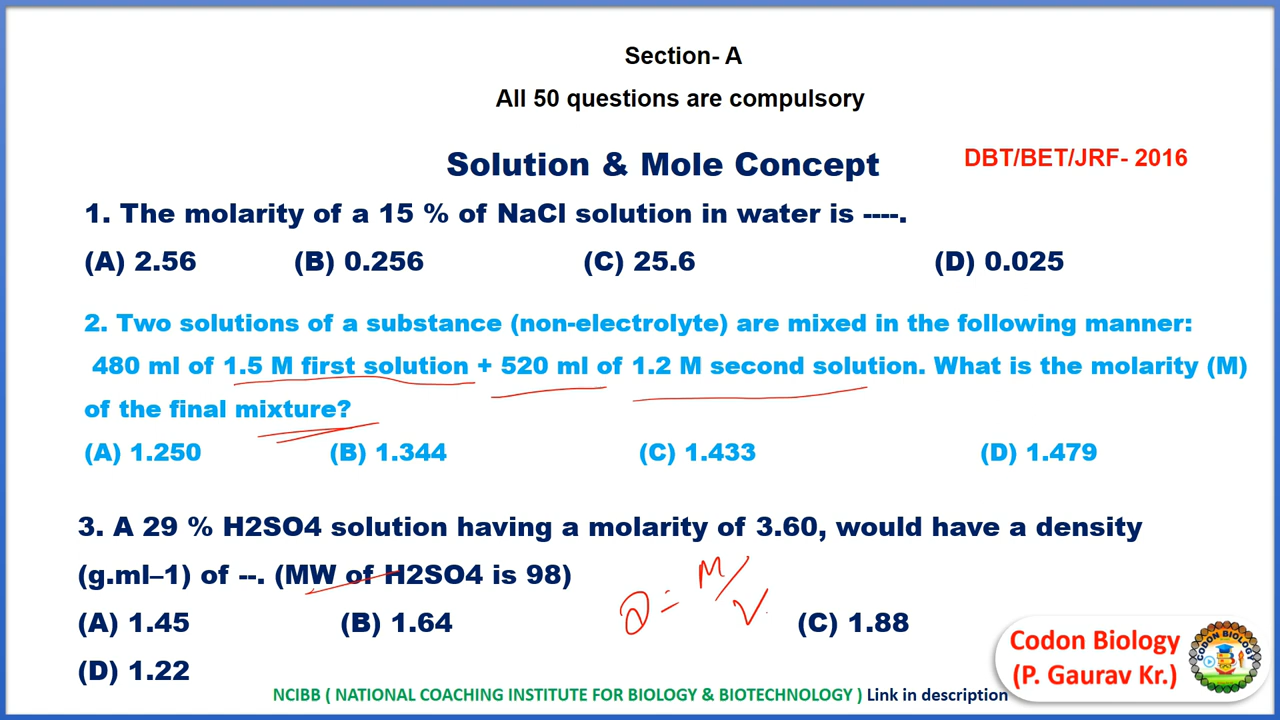 Section- A
All 50 questions are compulsory
Solution & Mole Concept
DBT/BET/JRF- 2016
1. The molarity of a 15 % of NaCl solution in water is ----.
(A) 2.56 (B) 0.256 (C) 25.6 (D) 0.025
2. Two solutions of a substance (non-electrolyte) are mixed in the following manner:
480 ml of 1.5 M first solution + 520 ml of 1.2 M second solution. What is the molarity (M)
of the final mixture?
(A) 1.250 (B) 1.344 (C) 1.433 (D) 1.479
3. A 29 % H2SO4 solution having a molarity of 3.60, would have a density
(g.ml–1) of --. (MW of H2SO4 is 98)
= M/V
(A) 1.45 (B) 1.64 (C) 1.88
(D) 1.22
Codon Biology
(P. Gaurav Kr.)
CODON BIOLOGY
NCIBB ( NATIONAL COACHING INSTITUTE FOR BIOLOGY & BIOTECHNOLOGY ) Link in description